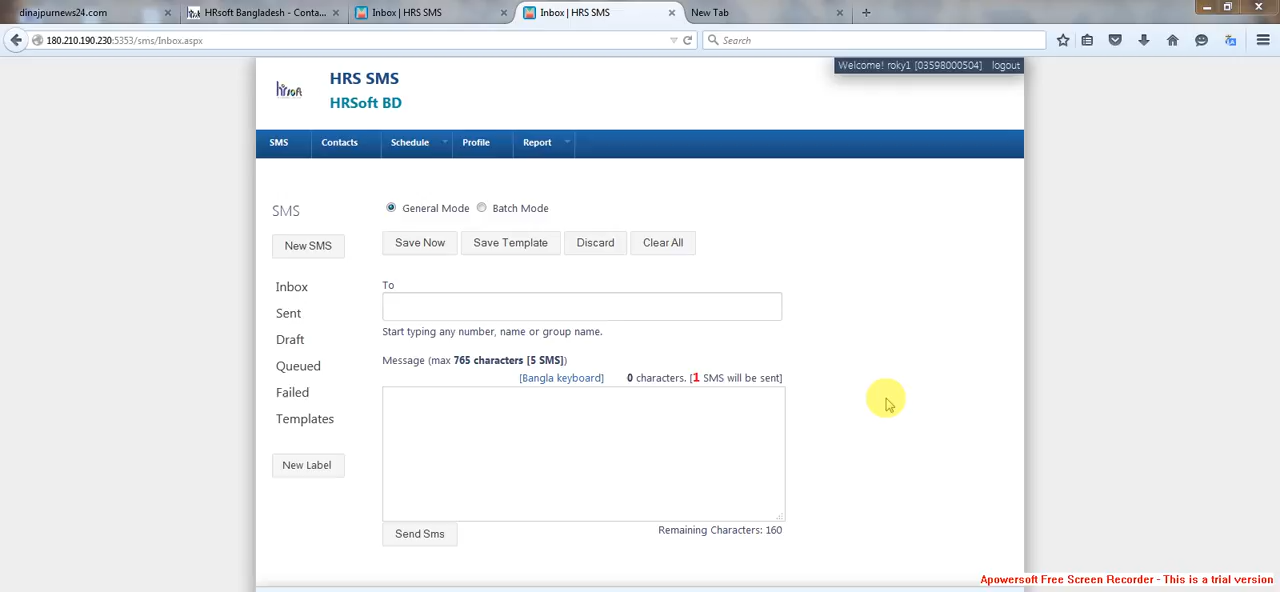 dinajpurnews24.com
HRsoft Bangladesh - Conta...
Inbox | HRS SMS
Inbox | HRS SMS
New Tab
180.210.190.230:5353/sms/Inbox.aspx
Search
hrsoft
HRS SMS
HRSoft BD
Welcome! roky1 [03598000504] logout
SMS Contacts Schedule Profile Report
SMS
General Mode Batch Mode
New SMS
Save Now Save Template Discard Clear All
Inbox
Sent
Draft
Queued
Failed
Templates
New Label
To
Start typing any number, name or group name.
Message (max 765 characters [5 SMS])
[Bangla keyboard] 0 characters. [1 SMS will be sent]
Send Sms
Remaining Characters: 160
Apowersoft Free Screen Recorder - This is a trial version